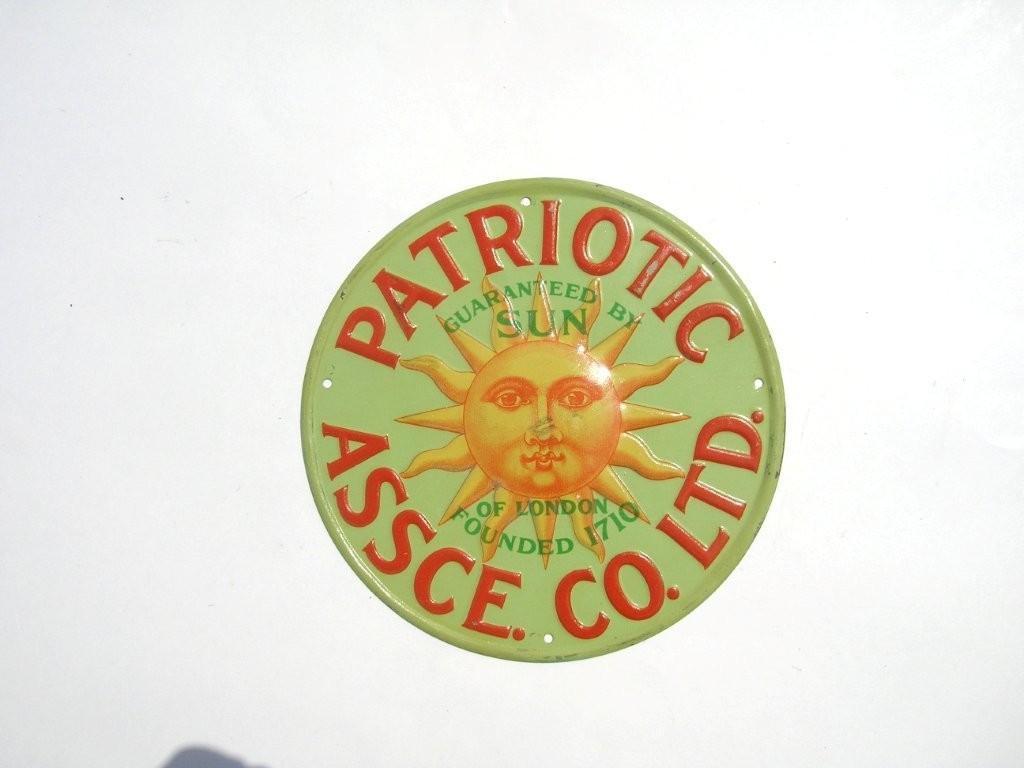 PATRIOTIC
GUARANTEED BY
SUN
OF LONDON
FOUNDED 1710
ASSCE. CO. LTD.